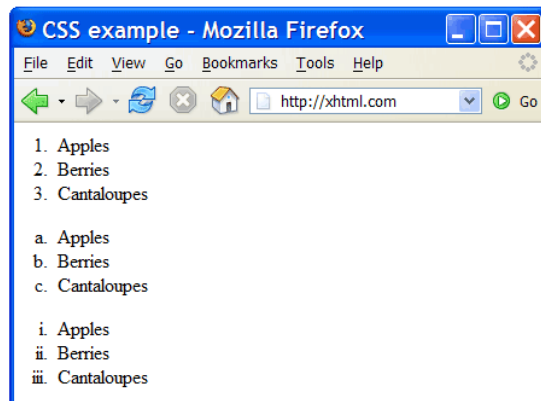 CSS example - Mozilla Firefox
File Edit View Go Bookmarks Tools Help
http://xhtml.com Go
1. Apples
2. Berries
3. Cantaloupes
a. Apples
b. Berries
c. Cantaloupes
i. Apples
ii. Berries
iii. Cantaloupes